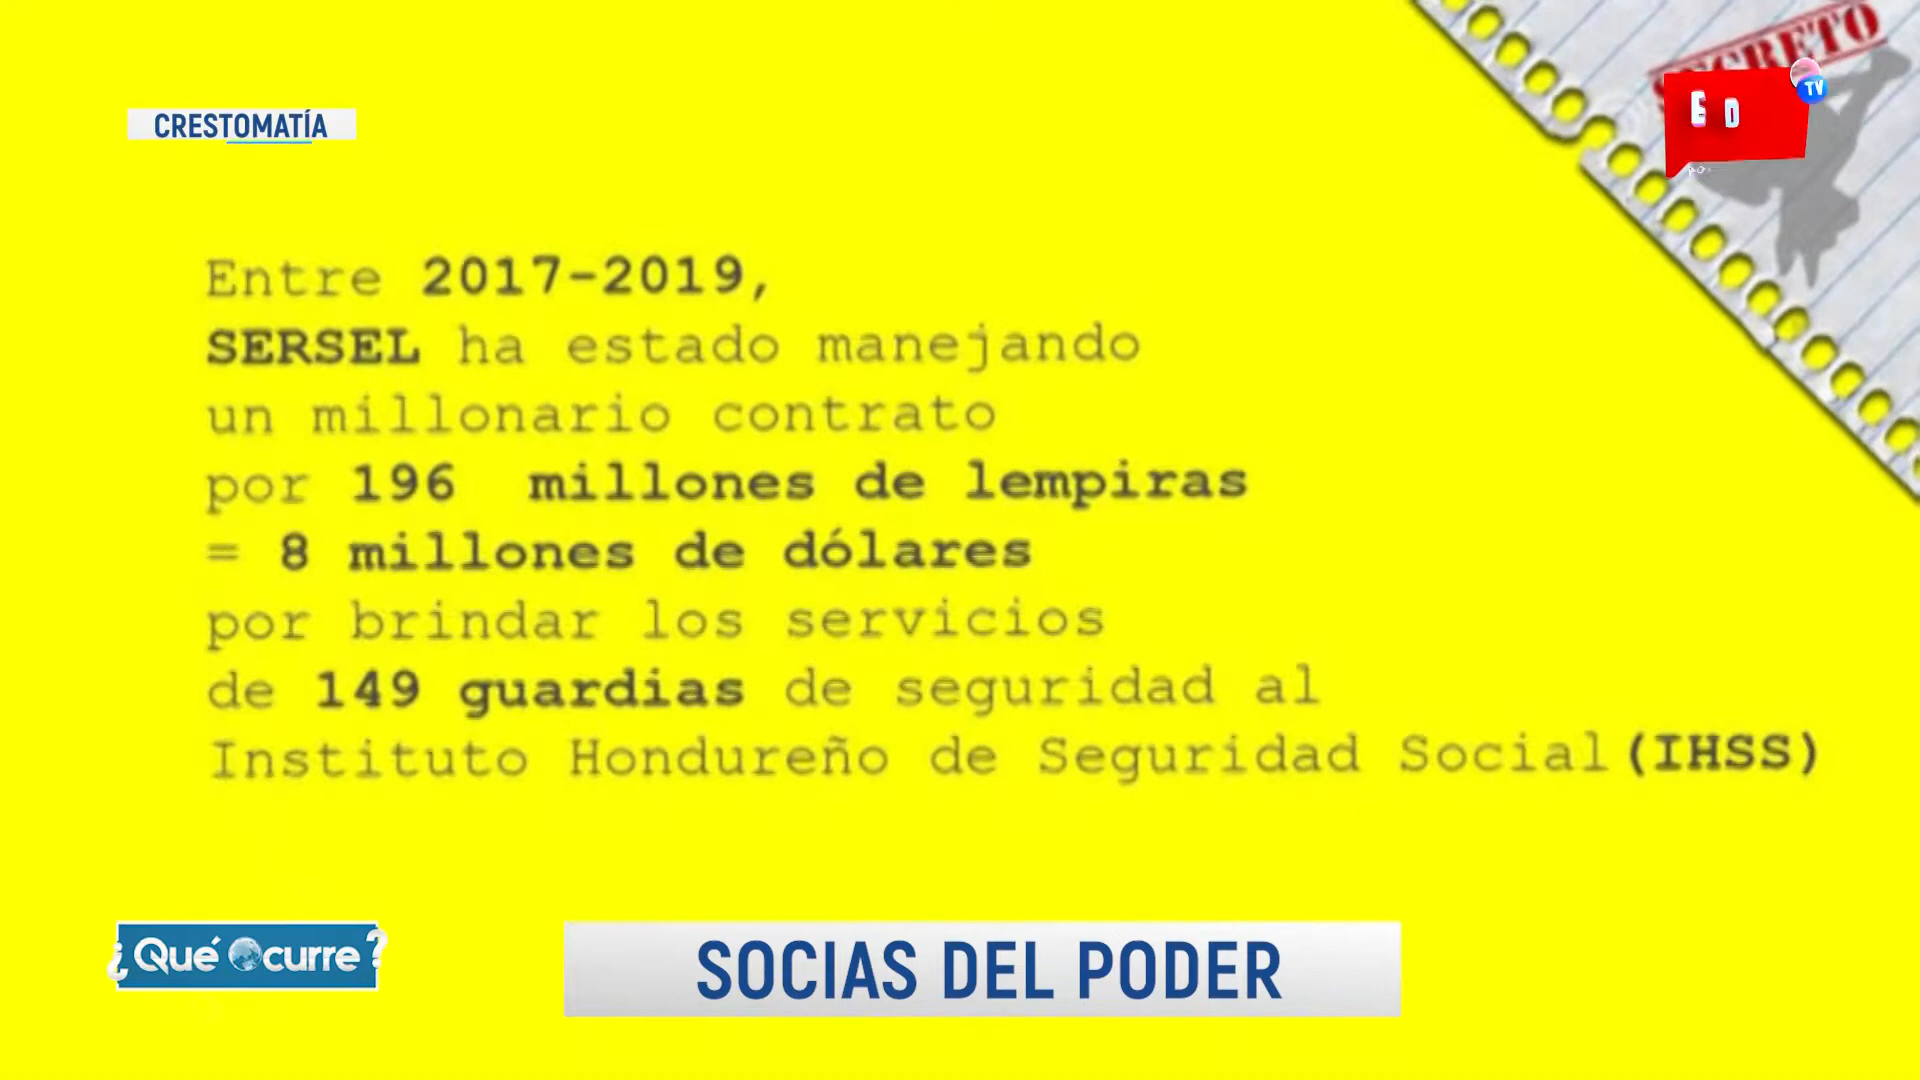 SECRETO
E D
TV
CRESTOMATÍA
Entre 2017-2019,
SERSEL ha estado manejando
un millonario contrato
por 196 millones de lempiras
= 8 millones de dólares
por brindar los servicios
de 149 guardias de seguridad al
Instituto Hondureño de Seguridad Social (IHSS)
¿Qué Ocurre?
SOCIAS DEL PODER